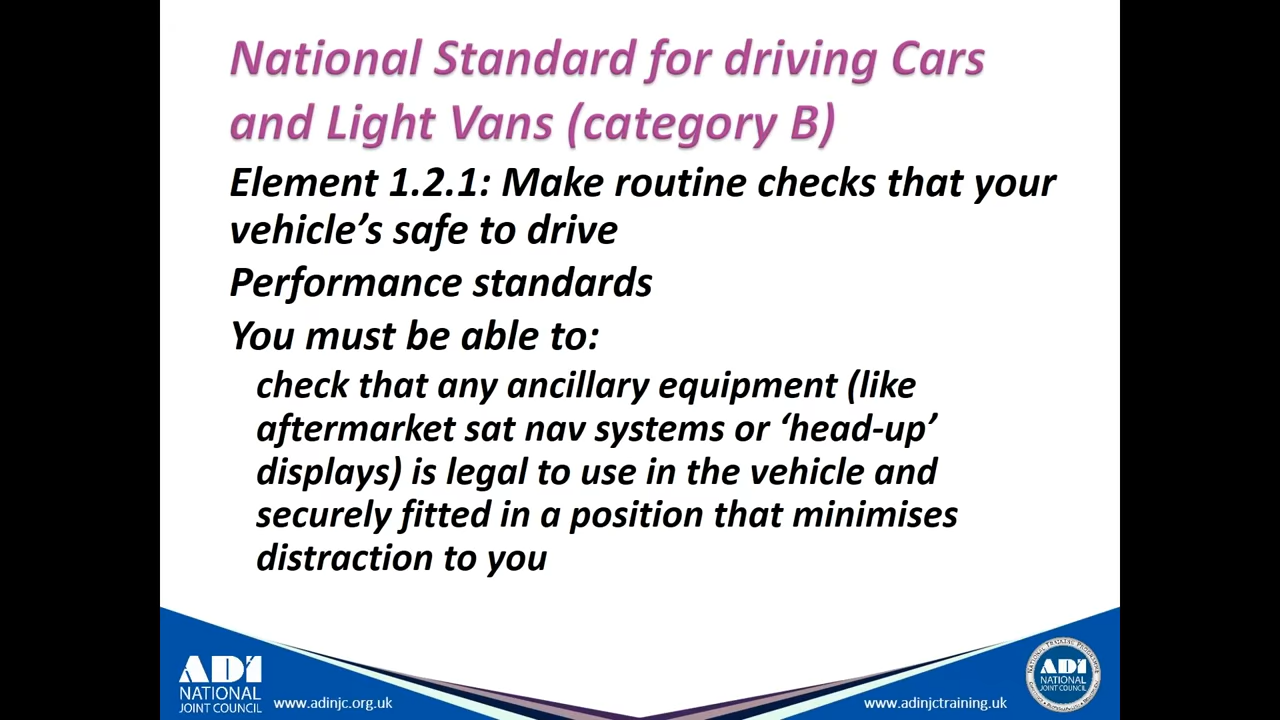 National Standard for driving Cars
and Light Vans (category B)
Element 1.2.1: Make routine checks that your
vehicle’s safe to drive
Performance standards
You must be able to:
check that any ancillary equipment (like
aftermarket sat nav systems or ‘head-up’
displays) is legal to use in the vehicle and
securely fitted in a position that minimises
distraction to you
ADI
NATIONAL
JOINT COUNCIL
www.adinjc.org.uk
www.adinjctraining.uk
NATIONAL TRAINING PROGRAMME
ADI
NATIONAL
JOINT COUNCIL